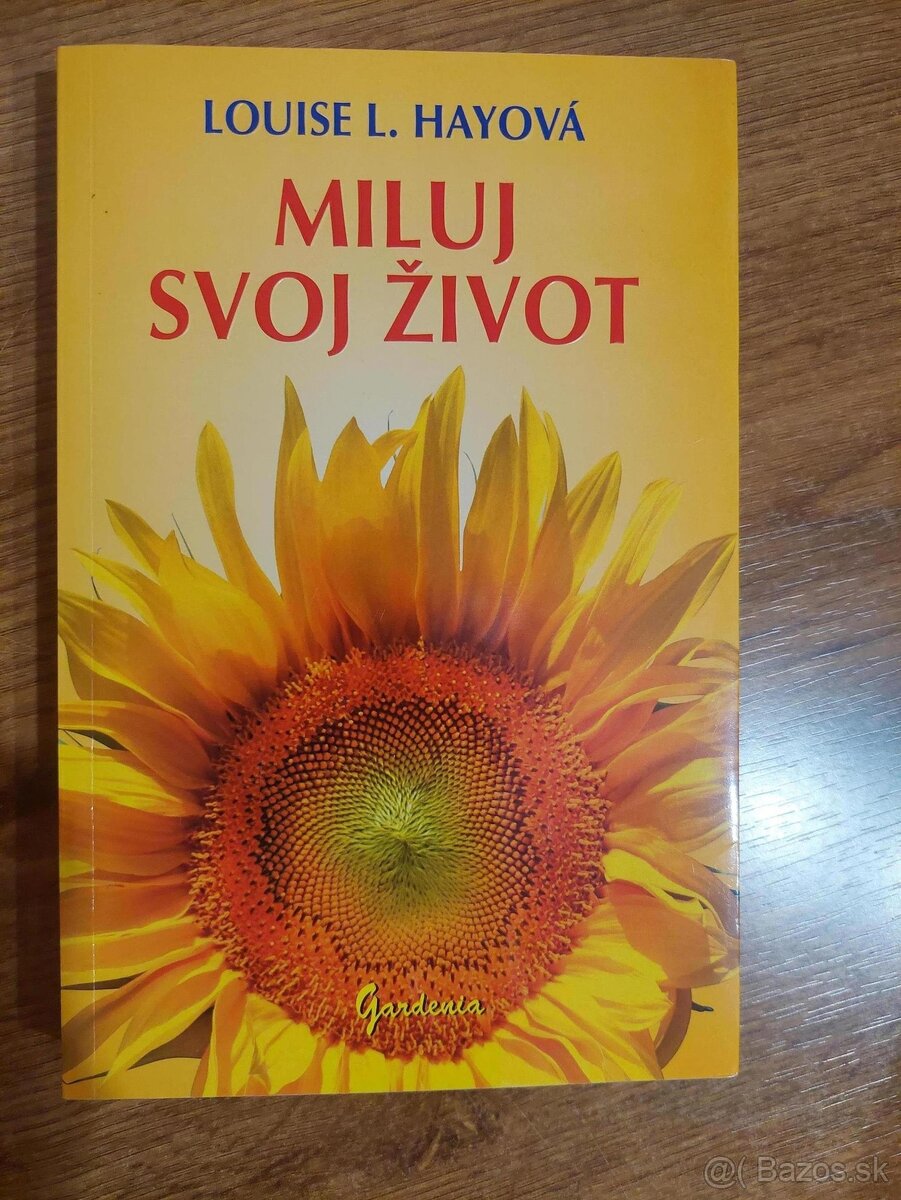 LOUISE L. HAYOVÁ
MILUJ
SVOJ ŽIVOT
Gardenia
@( Bazos.sk